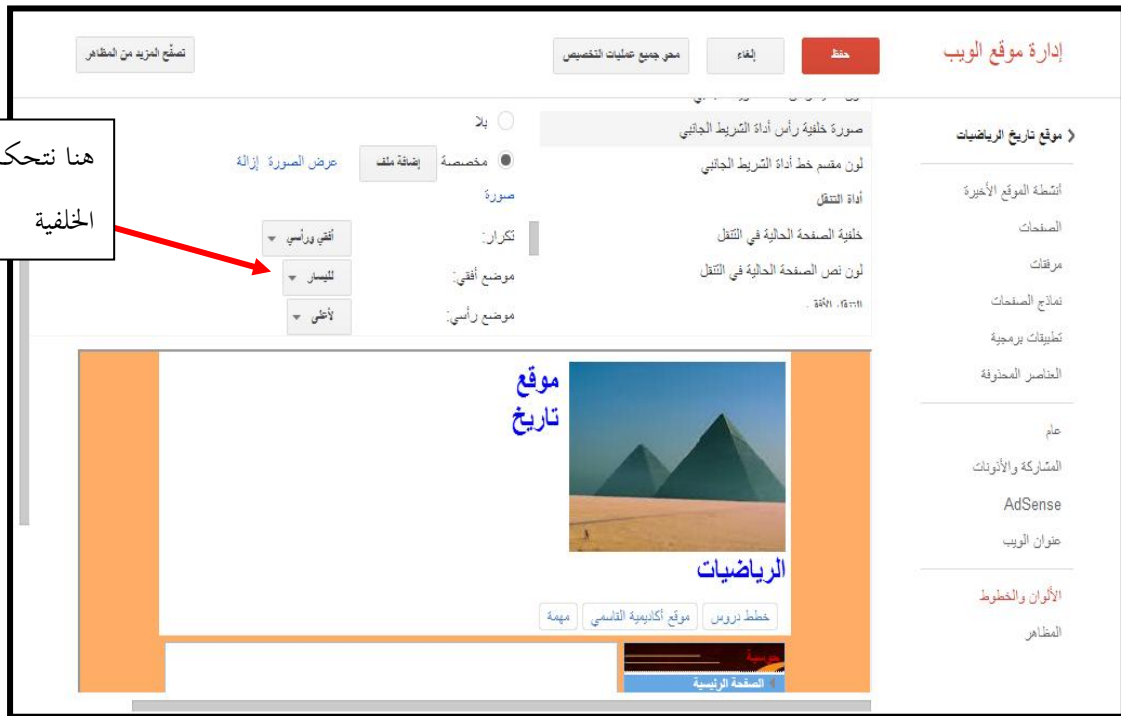 إدارة موقع الويب
حفظ
إلغاء
محو جميع عمليات التخصيص
تصفّح المزيد من المظاهر
موقع تاريخ الرياضيات
أنشطة الموقع الأخيرة
الصفحات
مرفقات
نماذج الصفحات
تطبيقات برمجية
العناصر المحذوفة
عام
المشاركة والأذونات
AdSense
عنوان الويب
الألوان والخطوط
المظاهر
صورة خلفية رأس أداة الشريط الجانبي
لون مقسم خط أداة الشريط الجانبي
أداة التنقل
خلفية الصفحة الحالية في التنقل
لون نص الصفحة الحالية في التنقل
بلا
مخصصة إضافة ملف عرض الصورة إزالة
صورة
تكرار: أفقي ورأسي
موضع أفقي: لليسار
موضع رأسي: لأعلى
هنا
الخلفية
موقع
تاريخ
الرياضيات
خطط دروس
موقع أكاديمية القاسمي
مهمة
حوسبة
الصفحة الرئيسية